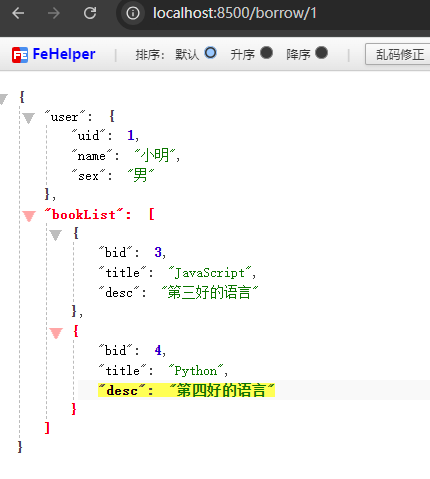 localhost:8500/borrow/1
FE FeHelper | 排序: 默认 升序 降序 | 乱码修正
{
"user": {
"uid": 1,
"name": "小明",
"sex": "男"
},
"bookList": [
{
"bid": 3,
"title": "JavaScript",
"desc": "第三好的语言"
},
{
"bid": 4,
"title": "Python",
"desc": "第四好的语言"
}
]
}